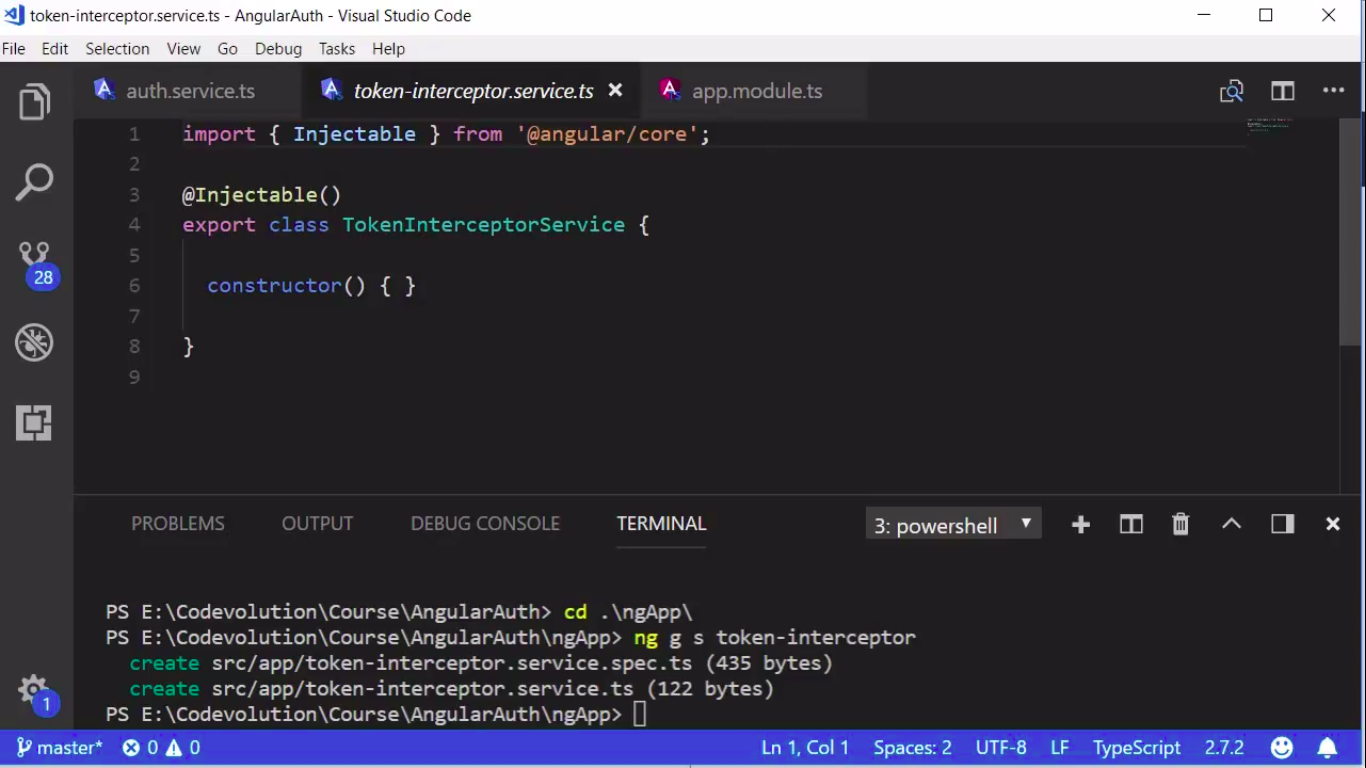 token-interceptor.service.ts - AngularAuth - Visual Studio Code
File Edit Selection View Go Debug Tasks Help
auth.service.ts token-interceptor.service.ts app.module.ts
1 import { Injectable } from '@angular/core';
2
3 @Injectable()
4 export class TokenInterceptorService {
5
6 constructor() { }
7
8 }
9
28
1
PROBLEMS OUTPUT DEBUG CONSOLE TERMINAL 3: powershell
PS E:\Codevolution\Course\AngularAuth> cd .\ngApp\
PS E:\Codevolution\Course\AngularAuth\ngApp> ng g s token-interceptor
create src/app/token-interceptor.service.spec.ts (435 bytes)
create src/app/token-interceptor.service.ts (122 bytes)
PS E:\Codevolution\Course\AngularAuth\ngApp>
master* 0 0 Ln 1, Col 1 Spaces: 2 UTF-8 LF TypeScript 2.7.2